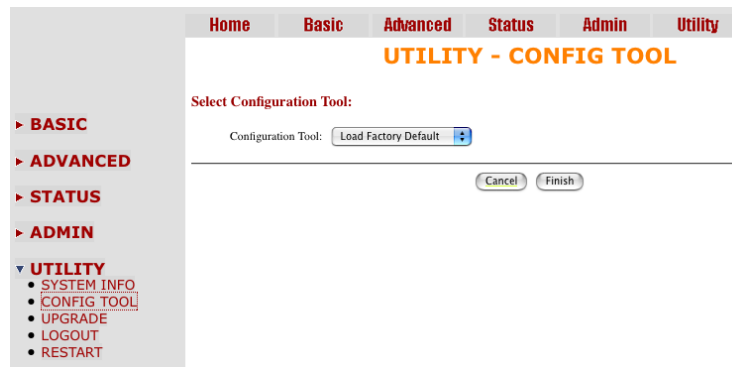 Home Basic Advanced Status Admin Utility
UTILITY - CONFIG TOOL
Select Configuration Tool:
Configuration Tool: Load Factory Default
Cancel Finish
BASIC
ADVANCED
STATUS
ADMIN
UTILITY
SYSTEM INFO
CONFIG TOOL
UPGRADE
LOGOUT
RESTART